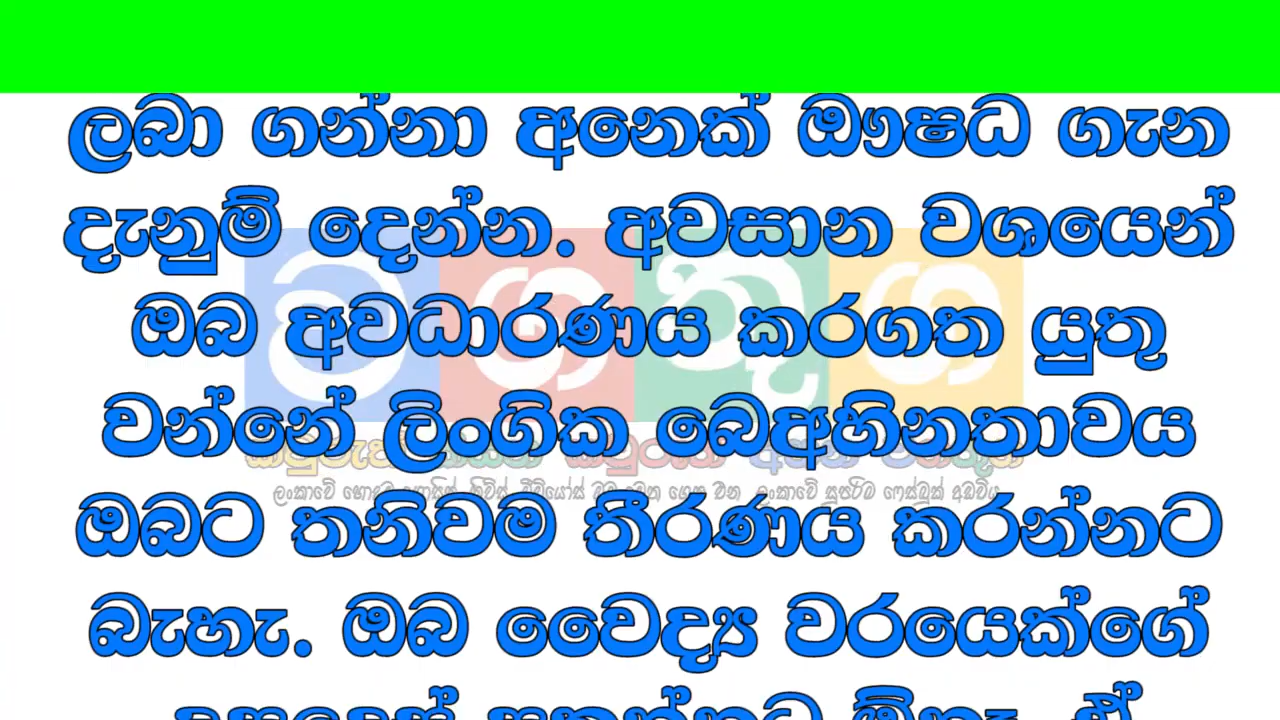 ලබා ගන්නා අනෙක් ඖෂධ ගැන
දැනුම් දෙන්න. අවසාන වශයෙන්
ඔබ අවධාරණය කරගත යුතු
වන්නේ ලිංගික බෙඅහිනතාවය
ඔබට තනිවම තීරණය කරන්නට
බැහැ. ඔබ වෛද්‍ය වරයෙක්ගේ